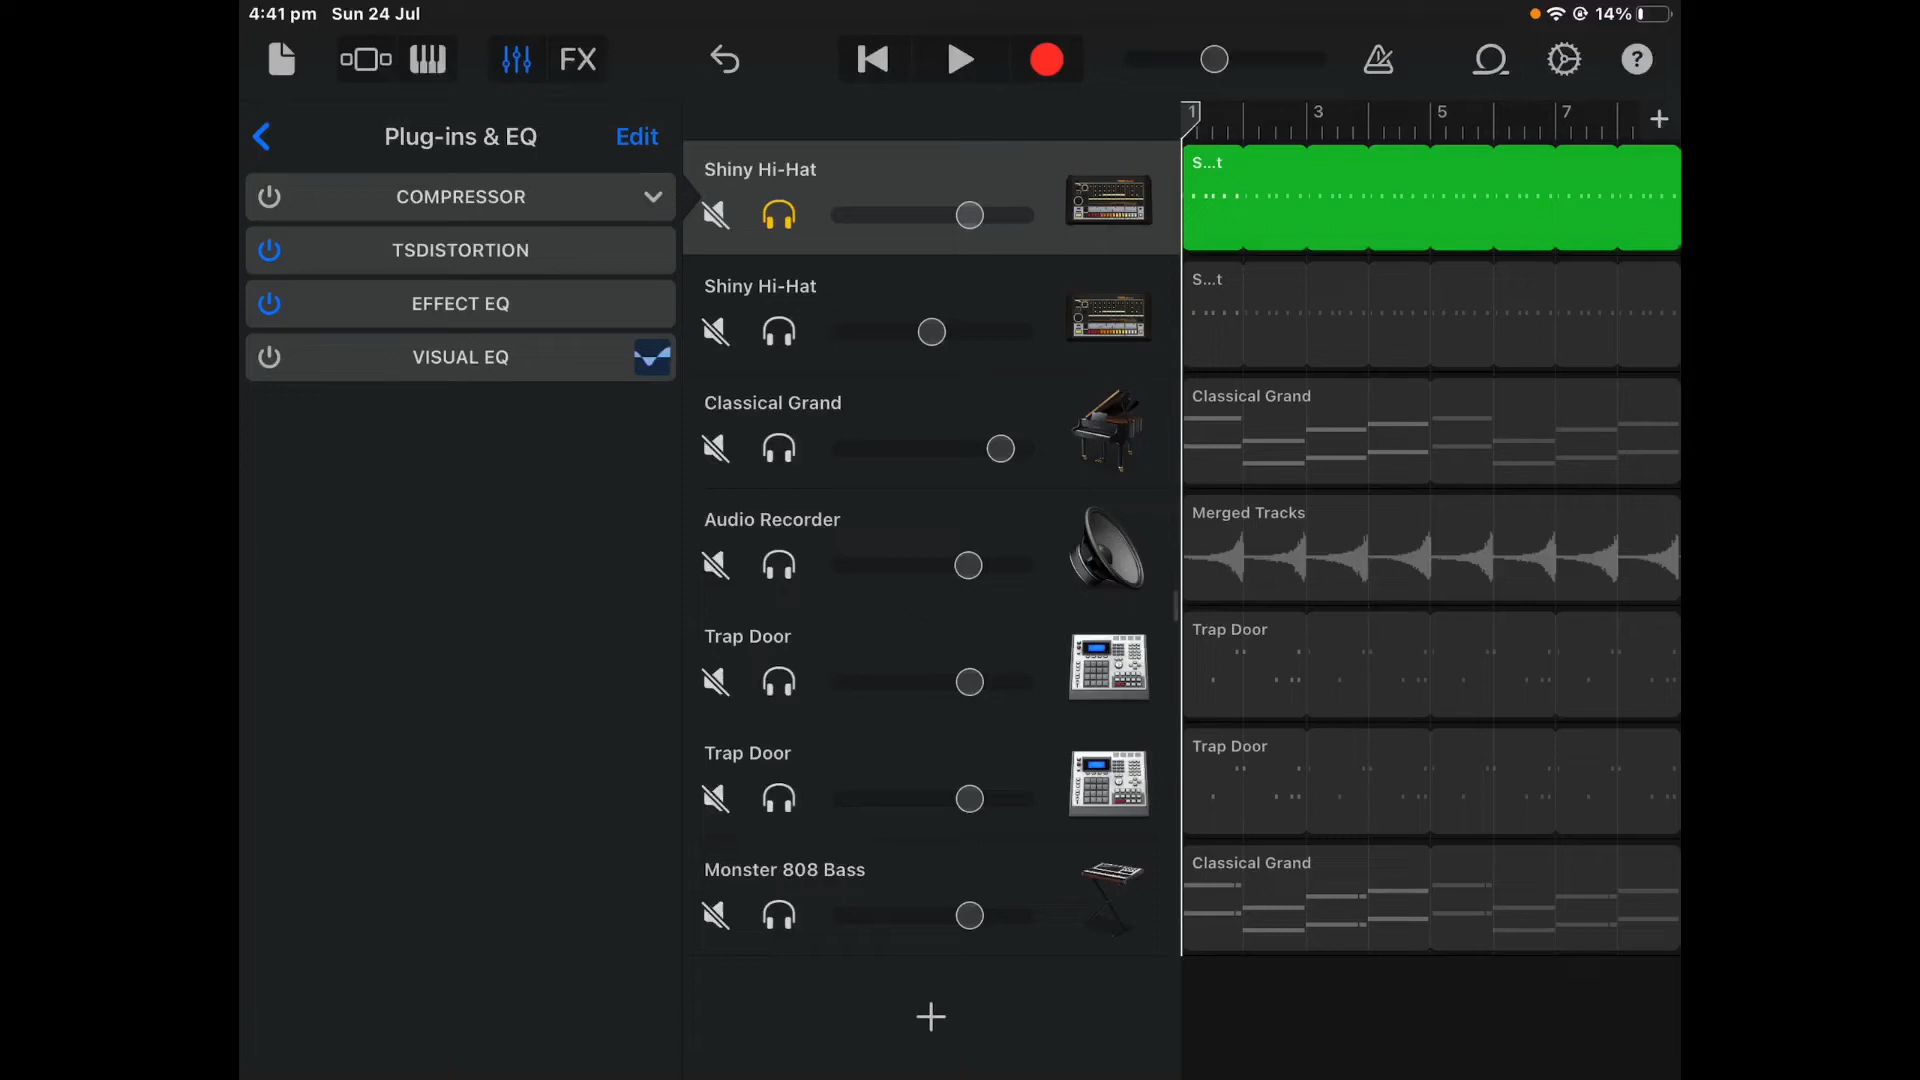 4:41 pm Sun 24 Jul
14%
FX
?
Plug-ins & EQ
Edit
COMPRESSOR
TSDISTORTION
EFFECT EQ
VISUAL EQ
Shiny Hi-Hat
Shiny Hi-Hat
Classical Grand
Audio Recorder
Trap Door
Trap Door
Monster 808 Bass
1 3 5 7 +
S...t
S...t
Classical Grand
Merged Tracks
Trap Door
Trap Door
Classical Grand
+